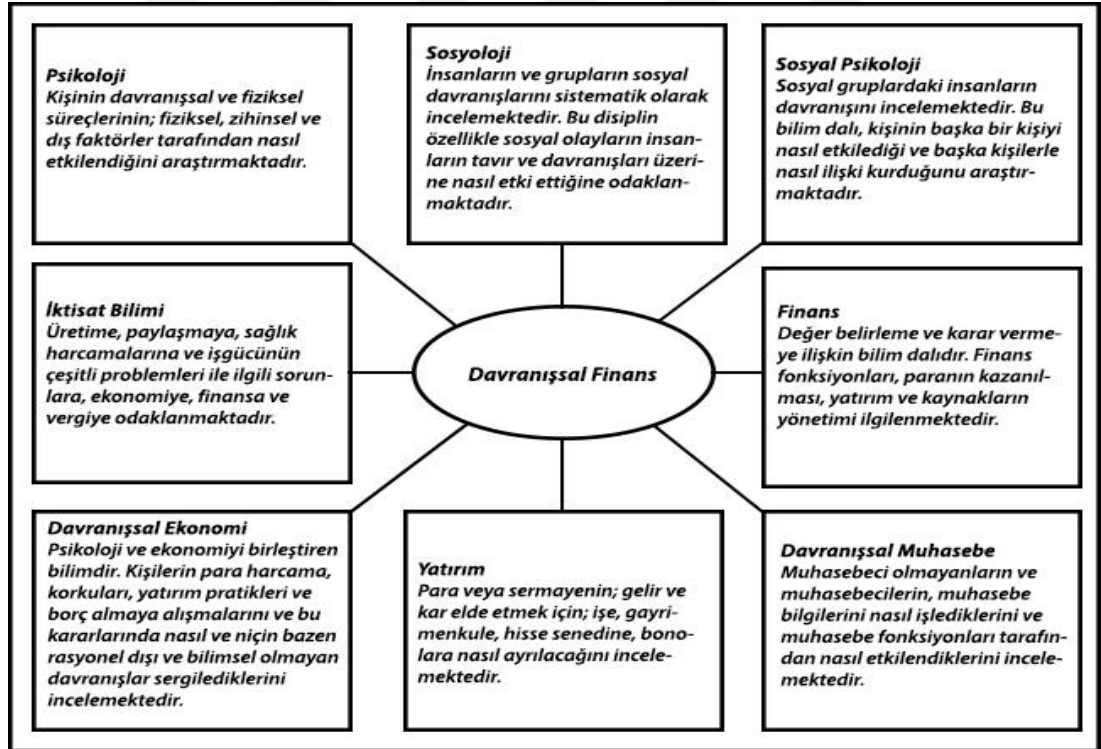 Psikoloji
Kişinin davranışsal ve fiziksel
süreçlerinin; fiziksel, zihinsel ve
dış faktörler tarafından nasıl
etkilendiğini araştırmaktadır.
Sosyoloji
İnsanların ve grupların sosyal
davranışlarını sistematik olarak
incelemektedir. Bu disiplin
özellikle sosyal olayların insan-
ların tavır ve davranışları üzeri-
ne nasıl etki ettiğine odaklan-
maktadır.
Sosyal Psikoloji
Sosyal gruplardaki insanların
davranışını incelemektedir. Bu
bilim dalı, kişinin başka bir kişiyi
nasıl etkilediği ve başka kişilerle
nasıl ilişki kurduğunu araştır-
maktadır.
İktisat Bilimi
Üretime, paylaşmaya, sağlık
harcamalarına ve işgücünün
çeşitli problemleri ile ilgili sorun-
lara, ekonomiye, finansa ve
vergiye odaklanmaktadır.
Davranışsal Finans
Finans
Değer belirleme ve karar verme-
ye ilişkin bilim dalıdır. Finans
fonksiyonları, paranın kazanıl-
ması, yatırım ve kaynakların
yönetimi ilgilenmektedir.
Davranışsal Ekonomi
Psikoloji ve ekonomiyi birleştiren
bilimdir. Kişilerin para harcama,
korkuları, yatırım pratikleri ve
borç almaya alışmalarını ve bu
kararlarında nasıl ve niçin bazen
rasyonel dışı ve bilimsel olmayan
davranışlar sergilediklerini
incelemektedir.
Yatırım
Para veya sermayenin; gelir ve
kar elde etmek için; işe, gayri-
menkule, hisse senedine, bono-
lara nasıl ayrılacağını incele-
mektedir.
Davranışsal Muhasebe
Muhasebeci olmayanların ve
muhasebecilerin, muhasebe
bilgilerini nasıl işlediklerini ve
muhasebe fonksiyonları tarafın-
dan nasıl etkilendiklerini incele-
mektedir.